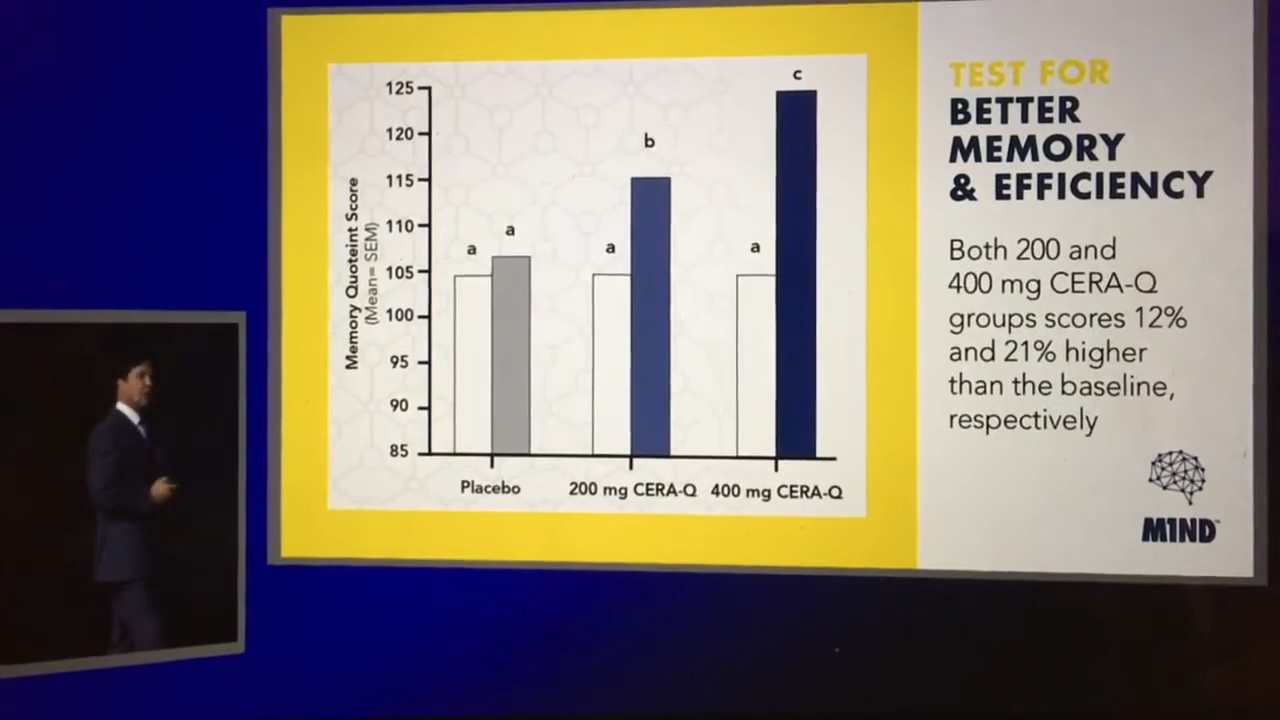 125
120
115
110
105
100
95
90
85
Memory Quoteint Score
(Mean= SEM)
a
a
a
b
a
c
Placebo
200 mg CERA-Q
400 mg CERA-Q
TEST FOR
BETTER
MEMORY
& EFFICIENCY
Both 200 and
400 mg CERA-Q
groups scores 12%
and 21% higher
than the baseline,
respectively
M1ND™